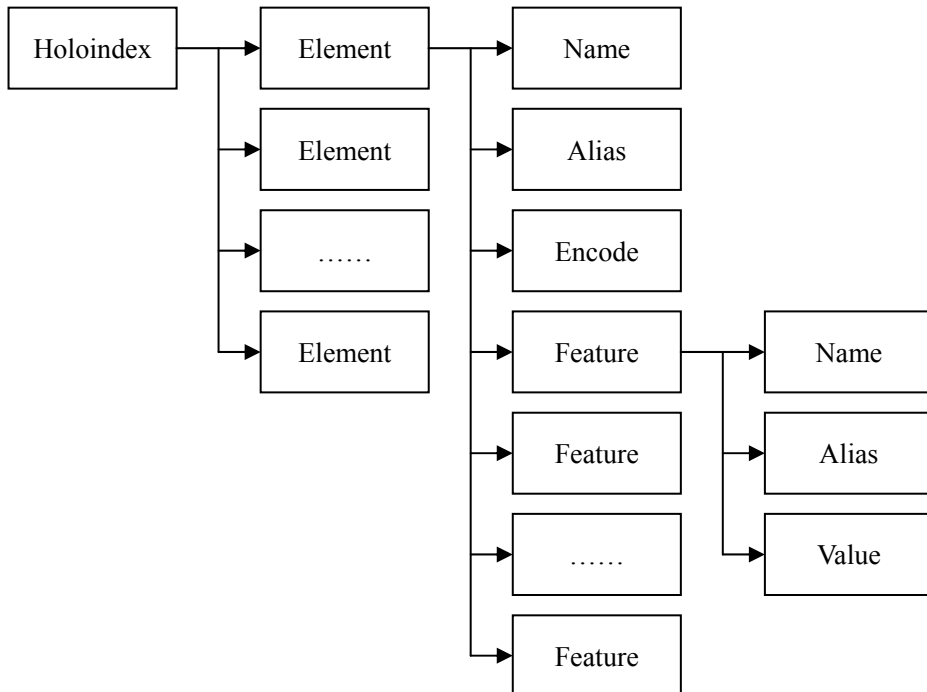 Holoindex
Element
Name
Element
Alias
……
Encode
Element
Feature
Name
Feature
Alias
……
Value
Feature